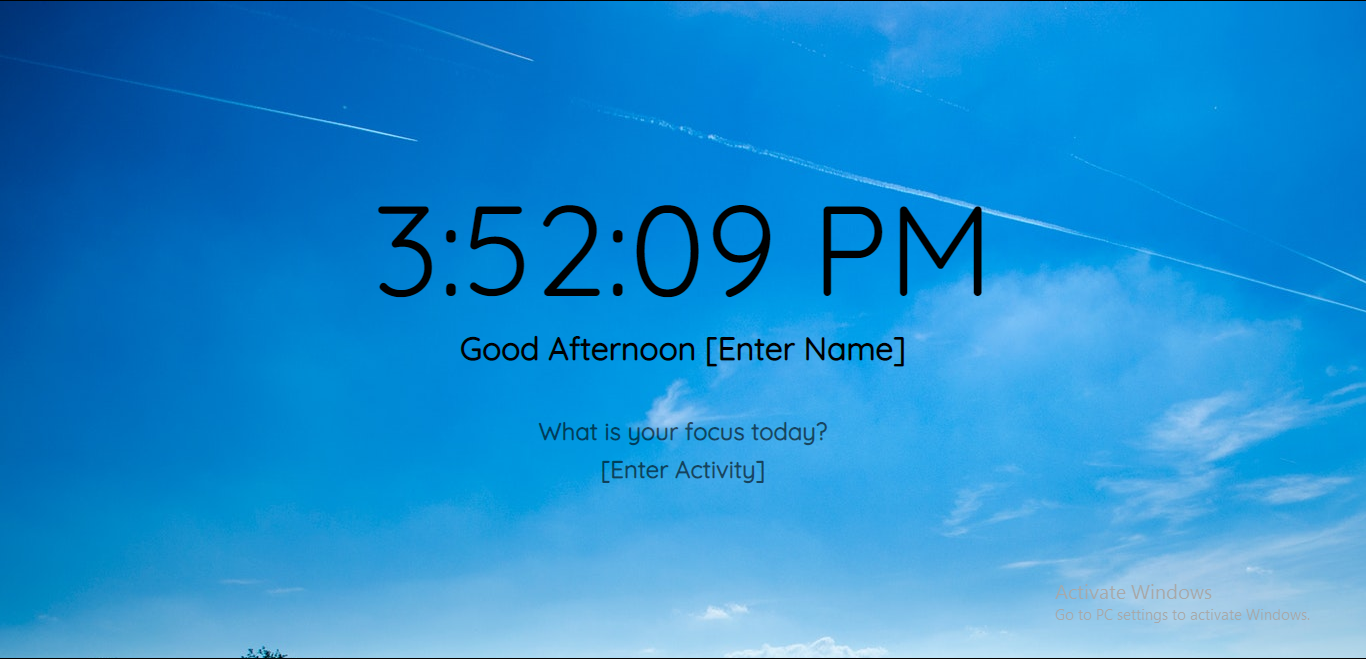 3:52:09 PM
Good Afternoon [Enter Name]
What is your focus today?
[Enter Activity]
Activate Windows
Go to PC settings to activate Windows.